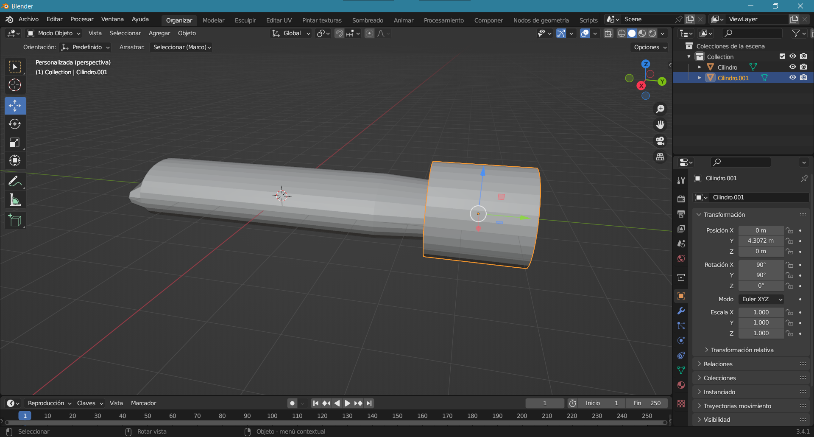 Blender
Archivo Editar Procesar Ventana Ayuda Organizar Modelar Esculpir Editar UV Pintar texturas Sombreado Animar Procesamiento Componer Nodos de geometría Scripts Scene ViewLayer
Modo Objeto Vista Seleccionar Agregar Objeto Global
Orientación: Predefinido Arrastrar: Seleccionar (Marco) Opciones
Personalizada (perspectiva)
(1) Collection | Cilindro.001
Z
Y
X
Colecciones de la escena
Collection
Cilindro
Cilindro.001
Cilindro.001
Cilindro.001
Transformación
Posición X 0 m
Y 4.3072 m
Z 0 m
Rotación X 90°
Y 90°
Z 0°
Modo Euler XYZ
Escala X 1.000
Y 1.000
Z 1.000
Transformación relativa
Relaciones
Colecciones
Instanciado
Trayectorias movimiento
Visibilidad
Reproducción Claves Vista Marcador 1 Inicio 1 Fin 250
1 10 20 30 40 50 60 70 80 90 100 110 120 130 140 150 160 170 180 190 200 210 220 230 240 250
Seleccionar Rotar vista Objeto - menú contextual 3.4.1